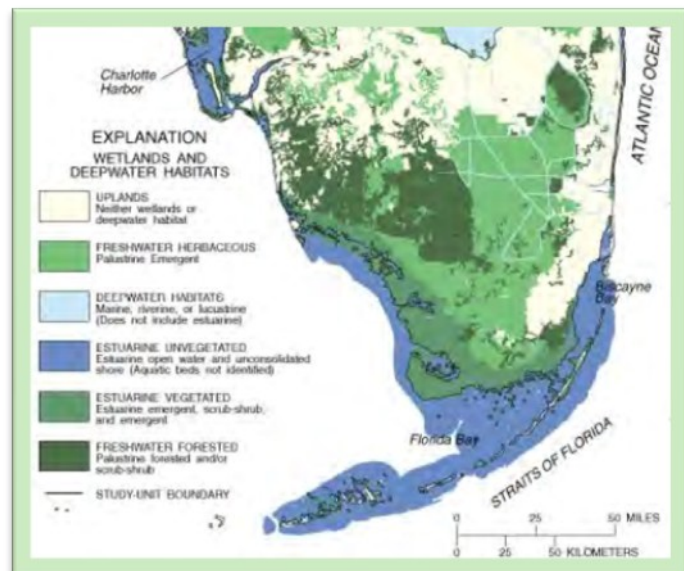 Charlotte
Harbor
ATLANTIC OCEAN
EXPLANATION
WETLANDS AND
DEEPWATER HABITATS
UPLANDS
Neither wetlands or
deepwater habitat
FRESHWATER HERBACEOUS
Palustrine Emergent
DEEPWATER HABITATS
Marine, riverine, or lucustrine
(Does not include estuarine)
Biscayne
Bay
ESTUARINE UNVEGETATED
Estuarine open water and unconsolidated
shore (Aquatic beds not identified)
ESTUARINE VEGETATED
Estuarine emergent, scrub-shrub,
and emergent
FRESHWATER FORESTED
Palustrine forested and/or
scrub-shrub
STUDY-UNIT BOUNDARY
Florida Bay
STRAITS OF FLORIDA
0 25 50 MILES
0 25 50 KILOMETERS